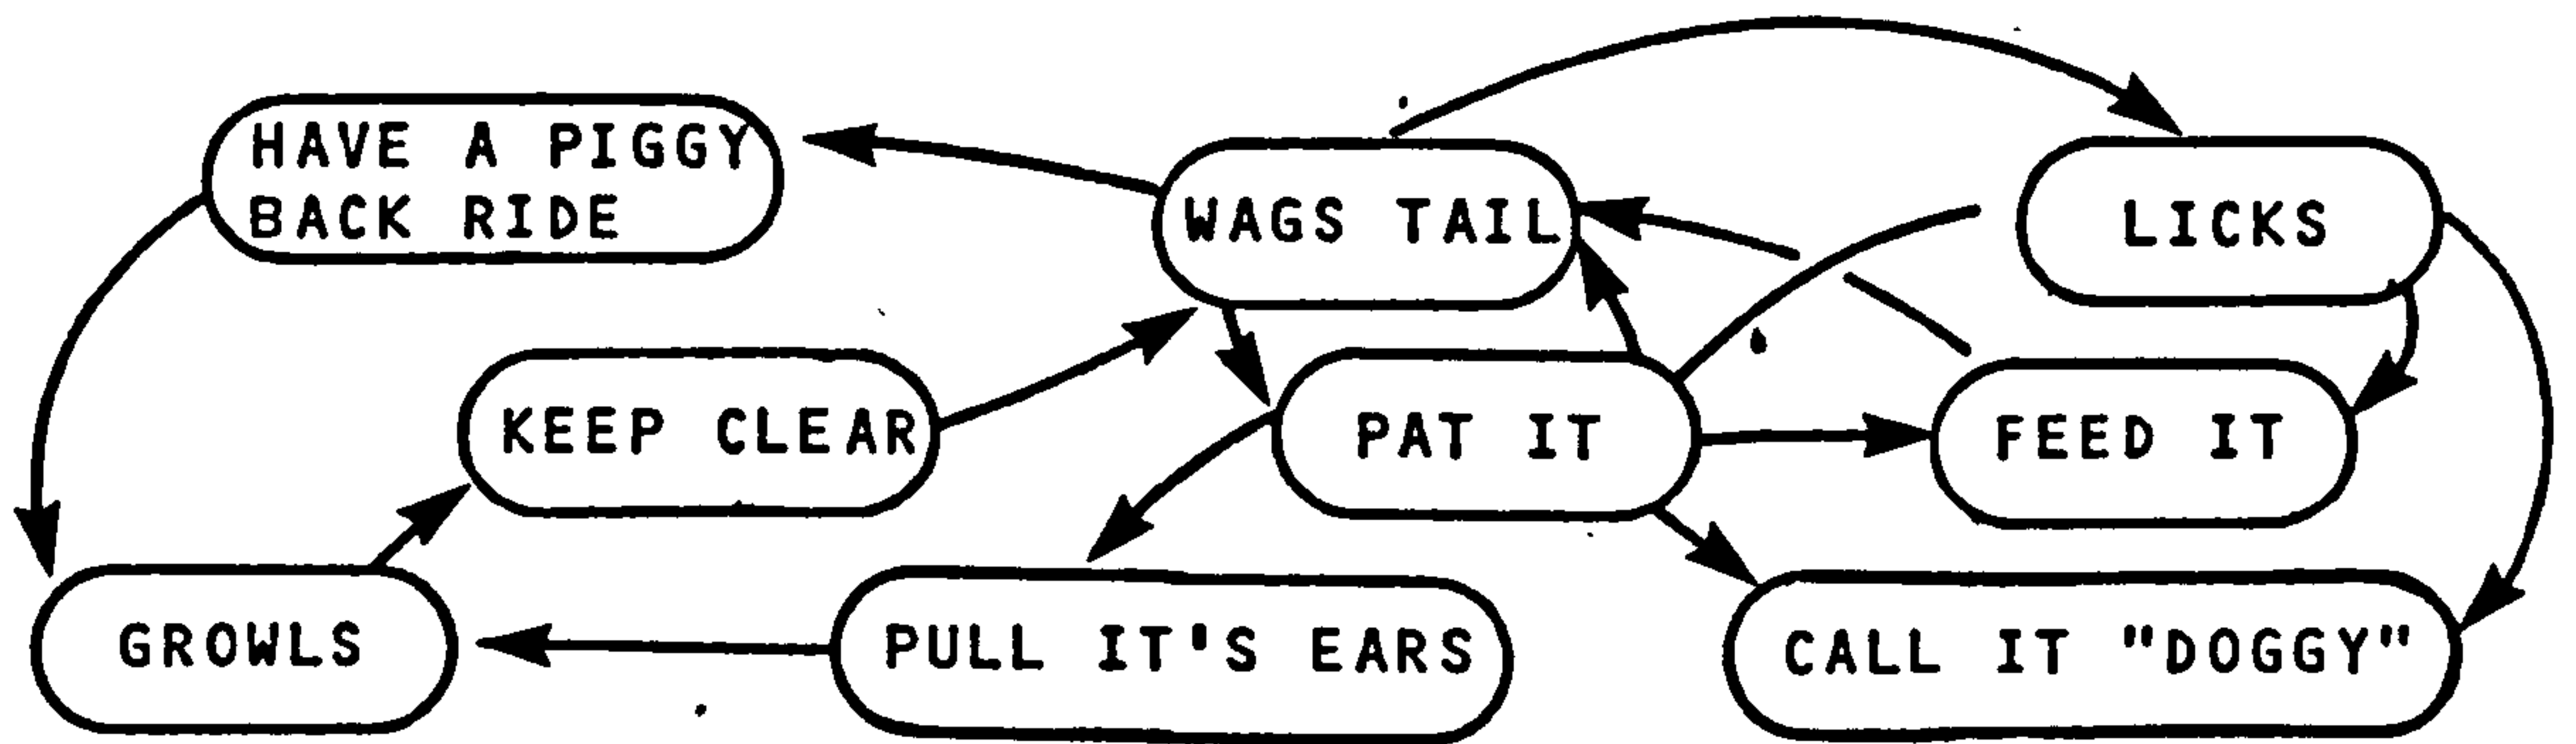 HAVE A PIGGY
BACK RIDE
WAGS TAIL
LICKS
KEEP CLEAR
PAT IT
FEED IT
GROWLS
PULL IT'S EARS
CALL IT "DOGGY"